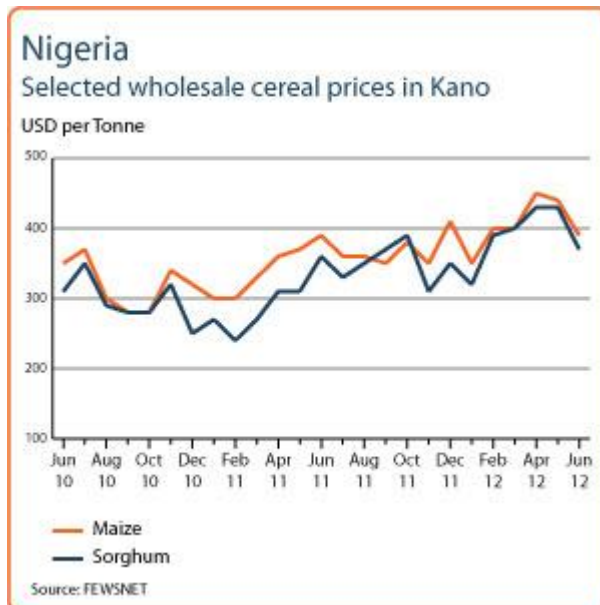 Nigeria
Selected wholesale cereal prices in Kano
USD per Tonne
500
400
300
200
100
Jun Aug Oct Dec Feb Apr Jun Aug Oct Dec Feb Apr Jun
10 10 10 10 11 11 11 11 11 11 12 12 12
Maize
Sorghum
Source: FEWSNET